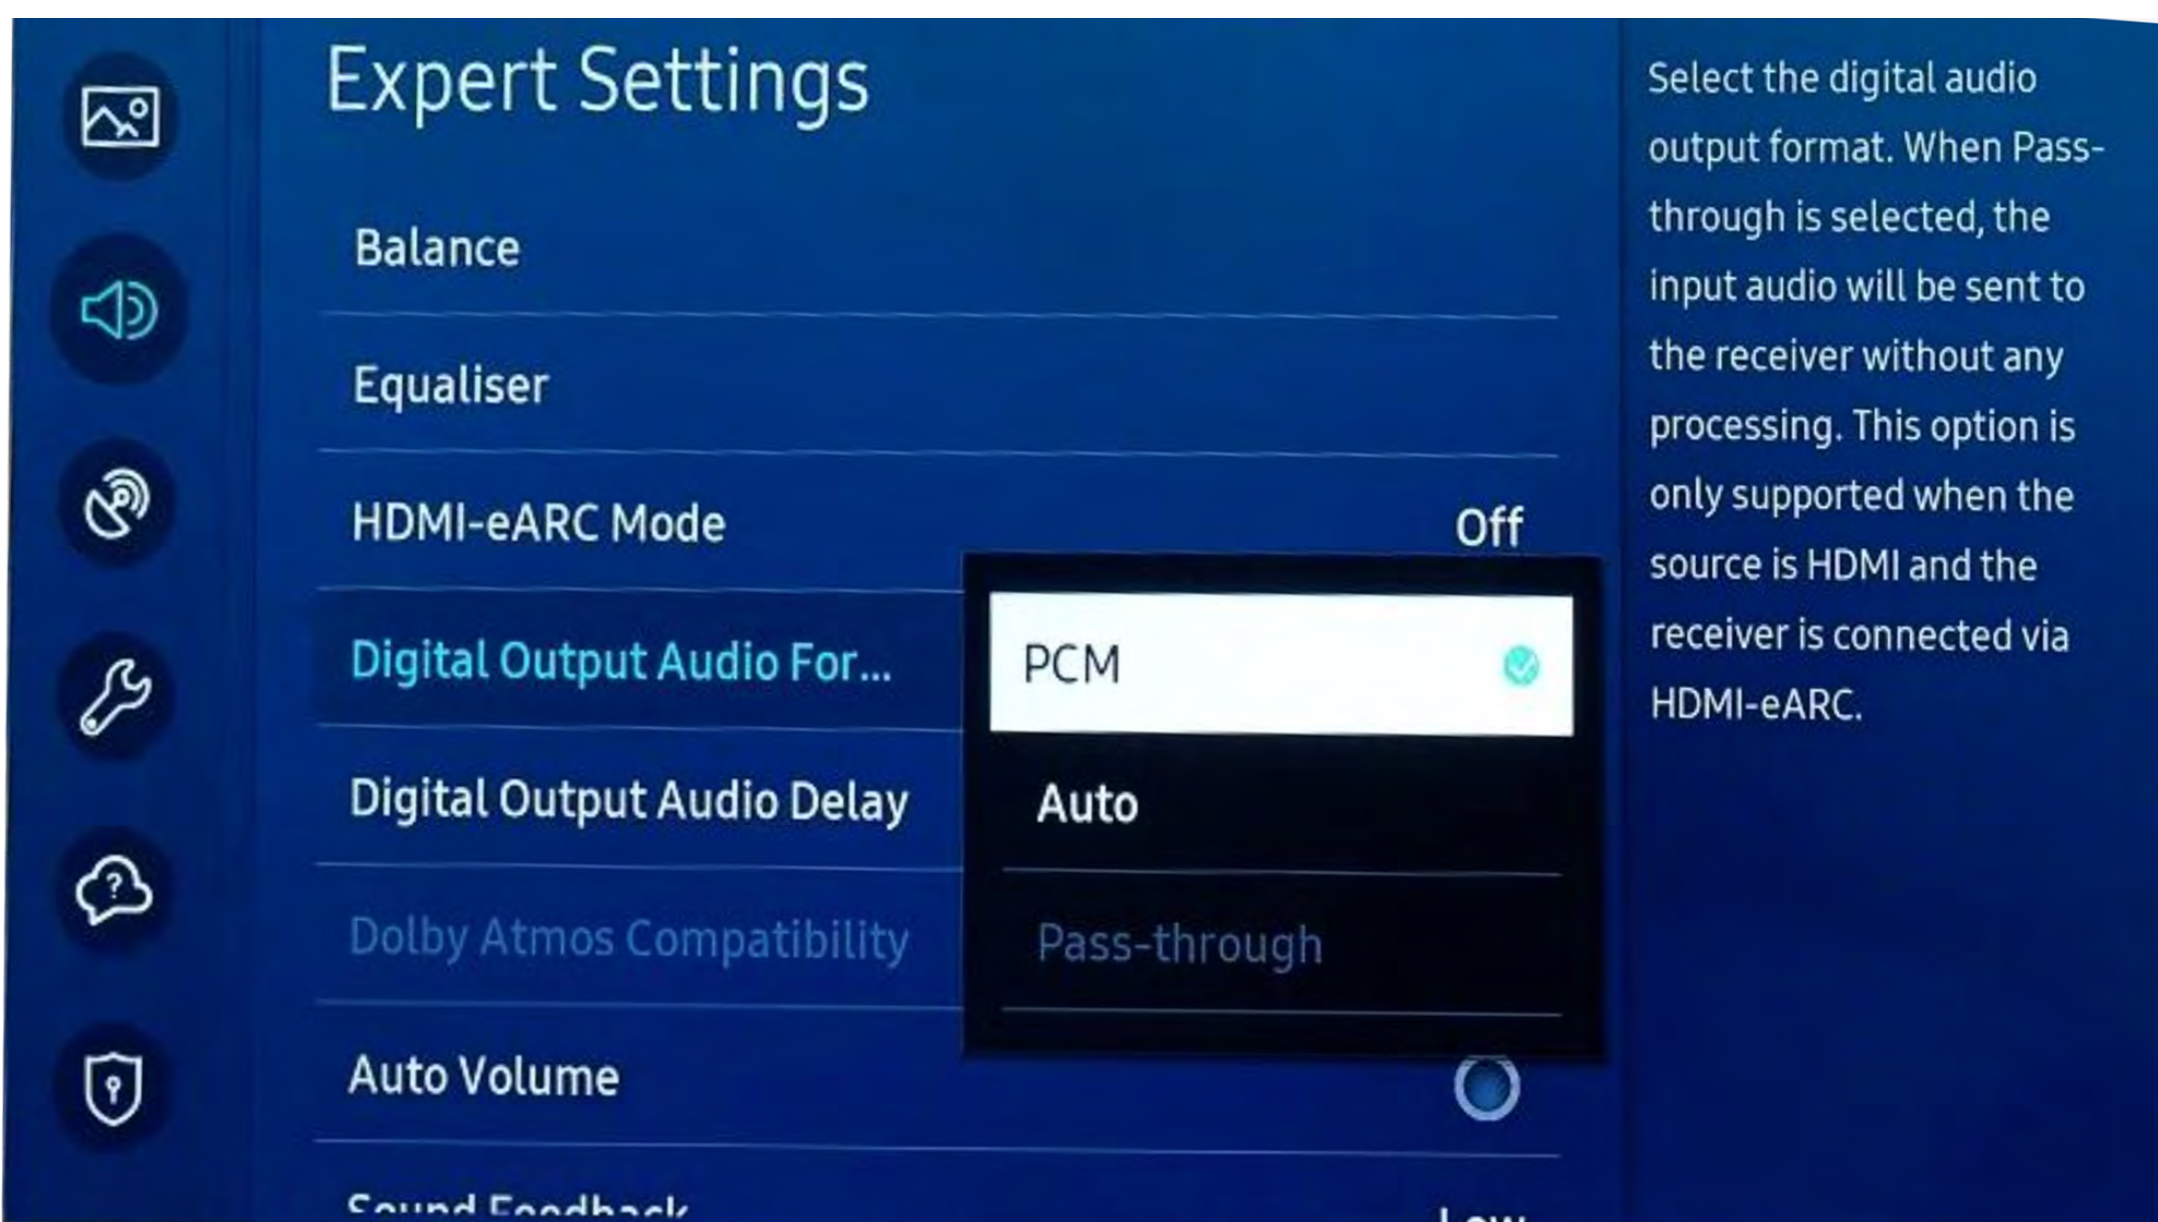 Expert Settings
Balance
Equaliser
HDMI-eARC Mode Off
Digital Output Audio For...
PCM
Auto
Pass-through
Digital Output Audio Delay
Dolby Atmos Compatibility
Auto Volume
Sound Feedback Low
Select the digital audio
output format. When Pass-
through is selected, the
input audio will be sent to
the receiver without any
processing. This option is
only supported when the
source is HDMI and the
receiver is connected via
HDMI-eARC.
?